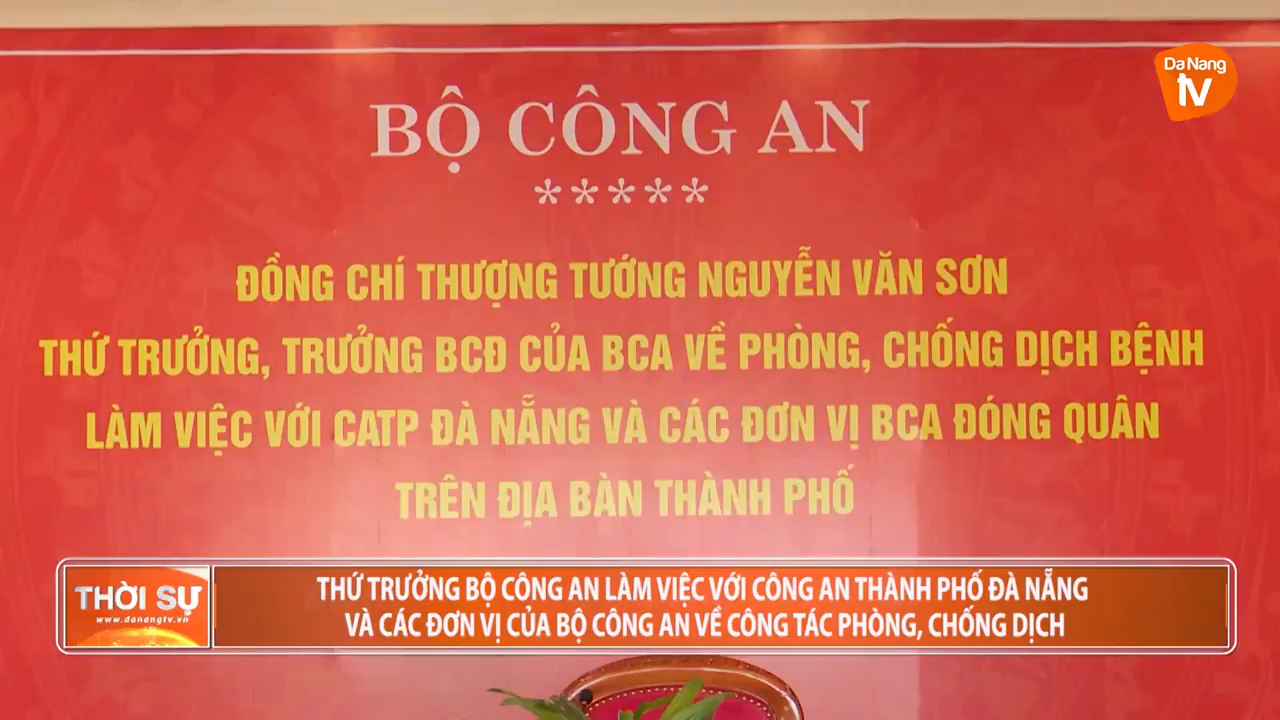 Da Nang
tv
BỘ CÔNG AN
*****
ĐỒNG CHÍ THƯỢNG TƯỚNG NGUYỄN VĂN SƠN
THỨ TRƯỞNG, TRƯỞNG BCĐ CỦA BCA VỀ PHÒNG, CHỐNG DỊCH BỆNH
LÀM VIỆC VỚI CATP ĐÀ NẴNG VÀ CÁC ĐƠN VỊ BCA ĐÓNG QUÂN
TRÊN ĐỊA BÀN THÀNH PHỐ
THỜI SỰ
www.danangtv.vn
THỨ TRƯỞNG BỘ CÔNG AN LÀM VIỆC VỚI CÔNG AN THÀNH PHỐ ĐÀ NẴNG
VÀ CÁC ĐƠN VỊ CỦA BỘ CÔNG AN VỀ CÔNG TÁC PHÒNG, CHỐNG DỊCH